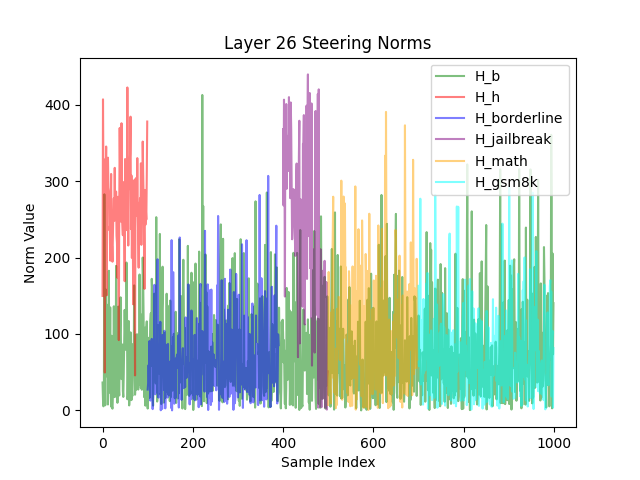 Layer 26 Steering Norms
H_b
H_h
H_borderline
H_jailbreak
H_math
H_gsm8k
Norm Value
400
300
200
100
0
0
200
400
600
800
1000
Sample Index